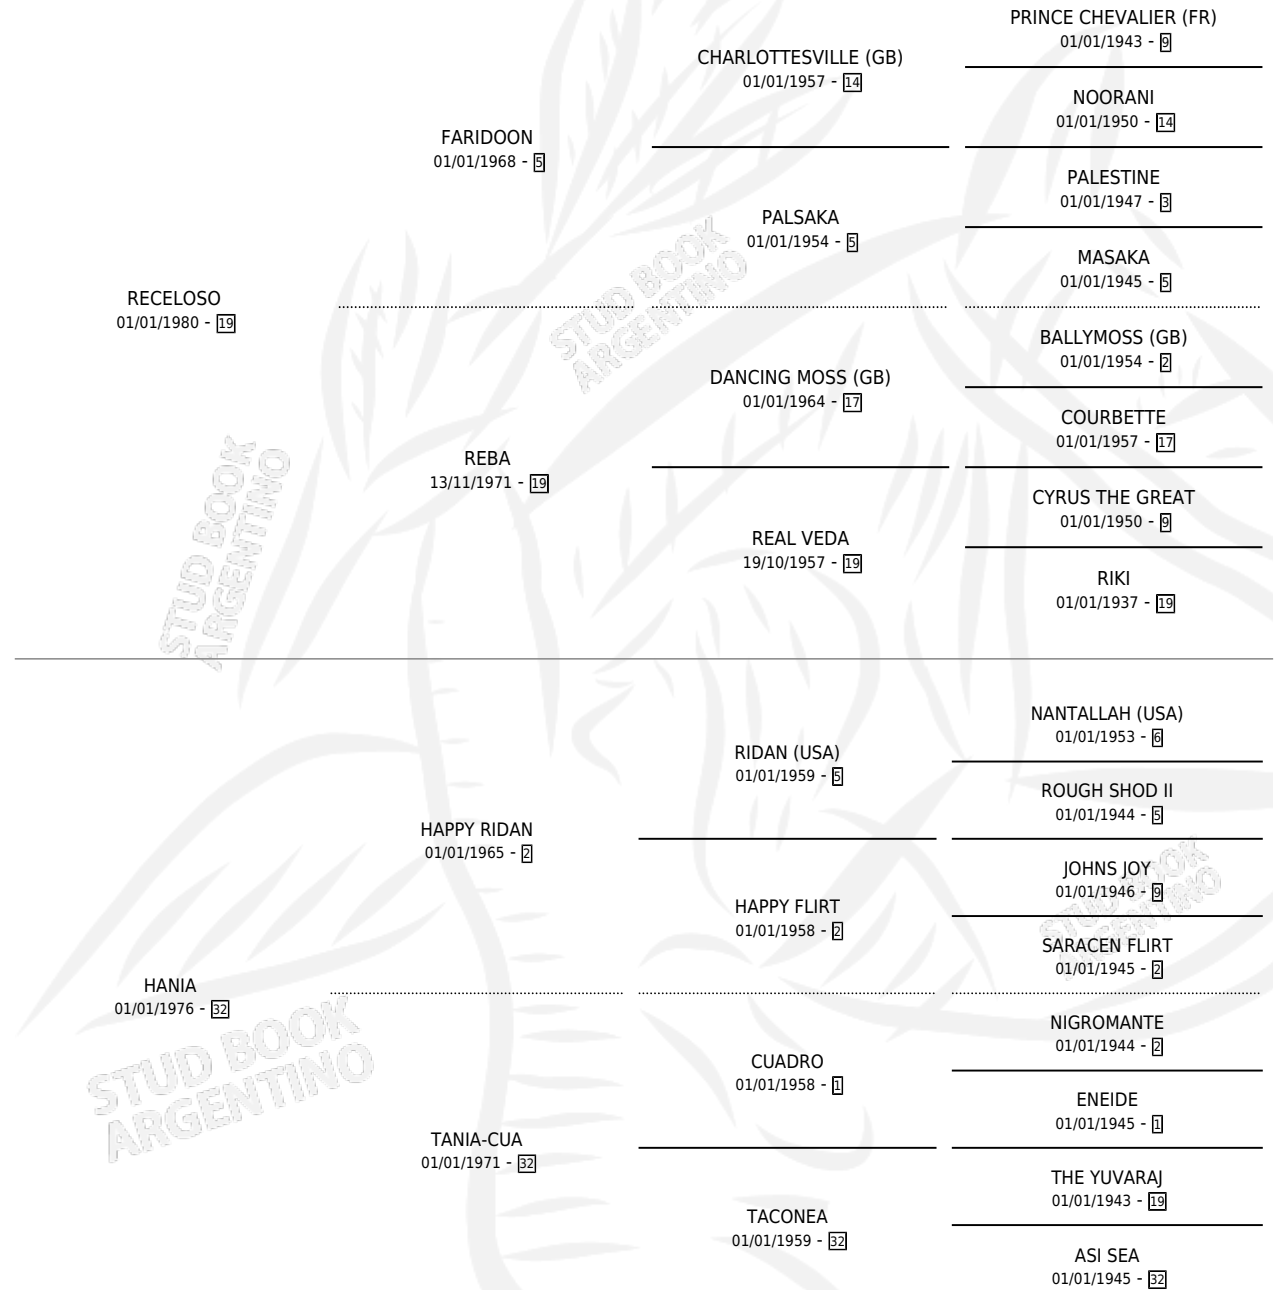 PRINCE CHEVALIER (FR)
01/01/1943 - 9
CHARLOTTESVILLE (GB)
01/01/1957 - 14
NOORANI
01/01/1950 - 14
FARIDOON
01/01/1968 - 5
PALESTINE
01/01/1947 - 3
PALSAKA
01/01/1954 - 5
MASAKA
01/01/1945 - 5
RECELOSO
01/01/1980 - 19
BALLYMOSS (GB)
01/01/1954 - 2
DANCING MOSS (GB)
01/01/1964 - 17
COURBETTE
01/01/1957 - 17
REBA
13/11/1971 - 19
CYRUS THE GREAT
01/01/1950 - 9
REAL VEDA
19/10/1957 - 19
RIKI
01/01/1937 - 19
NANTALLAH (USA)
01/01/1953 - 6
RIDAN (USA)
01/01/1959 - 5
ROUGH SHOD II
01/01/1944 - 5
HAPPY RIDAN
01/01/1965 - 2
JOHNS JOY
01/01/1946 - 9
HAPPY FLIRT
01/01/1958 - 2
SARACEN FLIRT
01/01/1945 - 2
HANIA
01/01/1976 - 32
NIGROMANTE
01/01/1944 - 2
CUADRO
01/01/1958 - 1
ENEIDE
01/01/1945 - 1
TANIA-CUA
01/01/1971 - 32
THE YUVARAJ
01/01/1943 - 19
TACONEA
01/01/1959 - 32
ASI SEA
01/01/1945 - 32
STUD BOOK
ARGENTINO
STUD BOOK
ARGENTINO
STUD BOOK
ARGENTINO
STUD BOOK
ARGENTINO